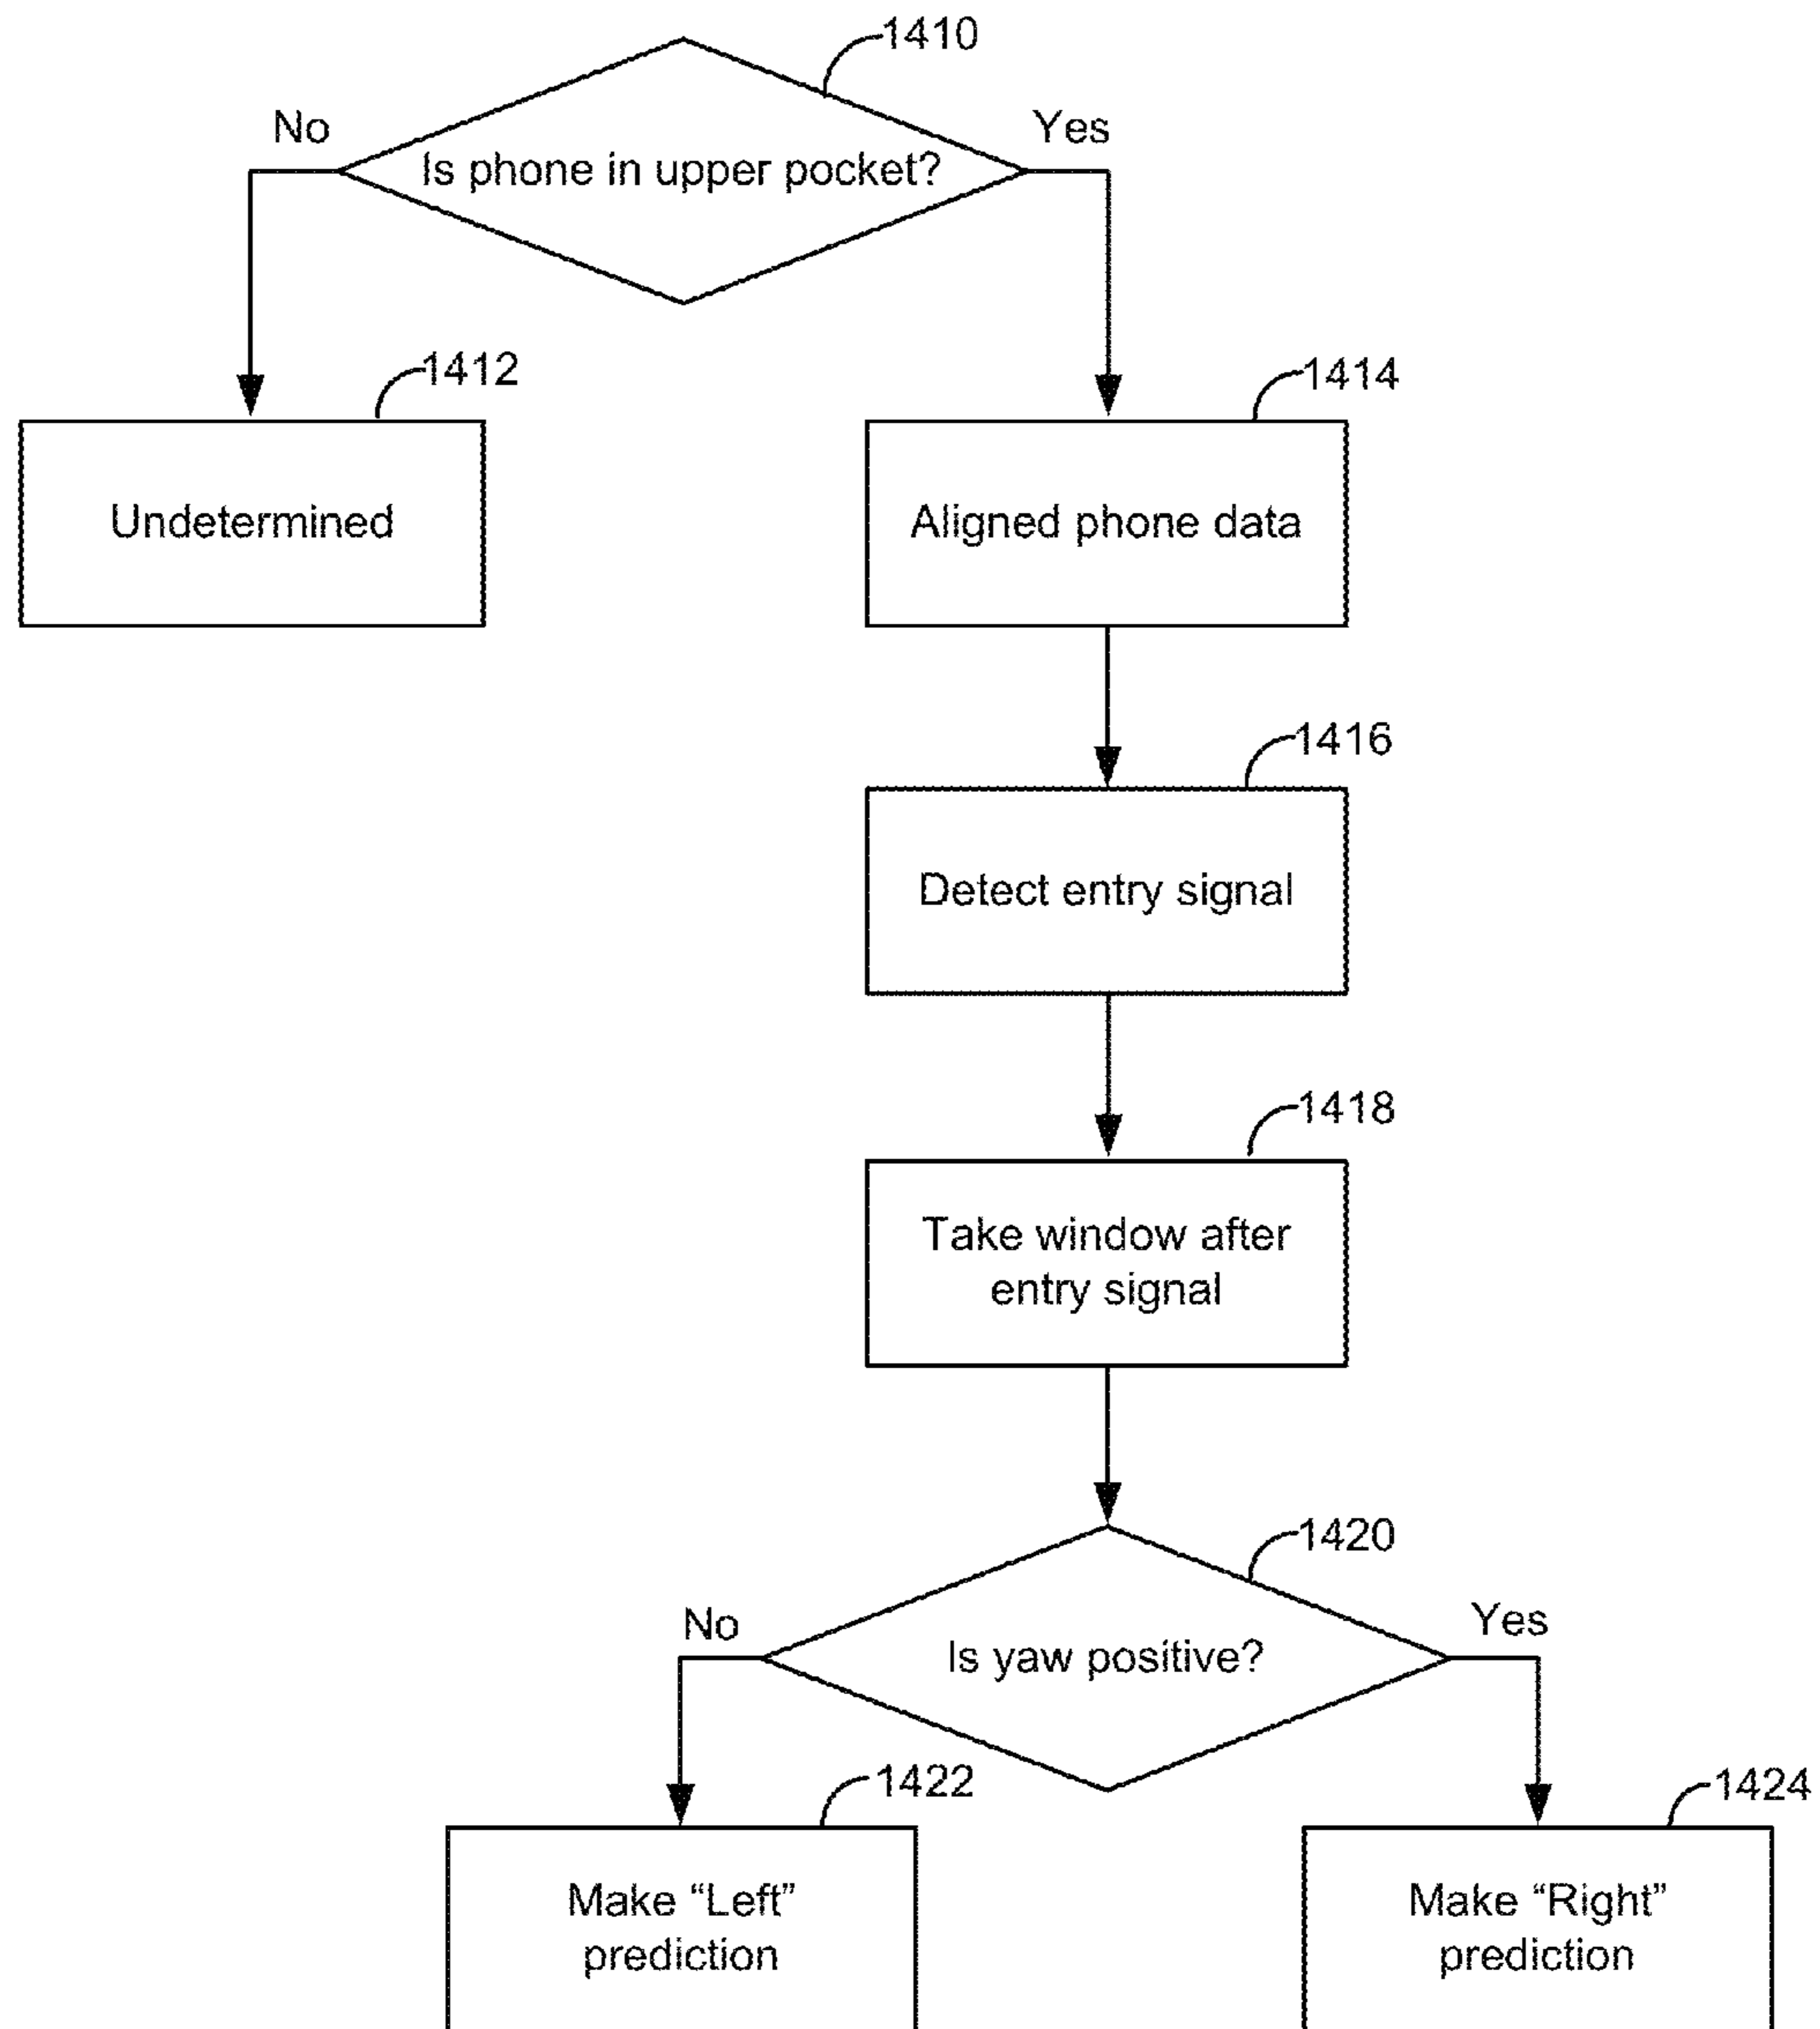 1410
No
Yes
Is phone in upper pocket?
1412
1414
Undetermined
Aligned phone data
1416
Detect entry signal
1418
Take window after
entry signal
1420
No
Yes
Is yaw positive?
1422
1424
Make “Left”
prediction
Make “Right”
prediction